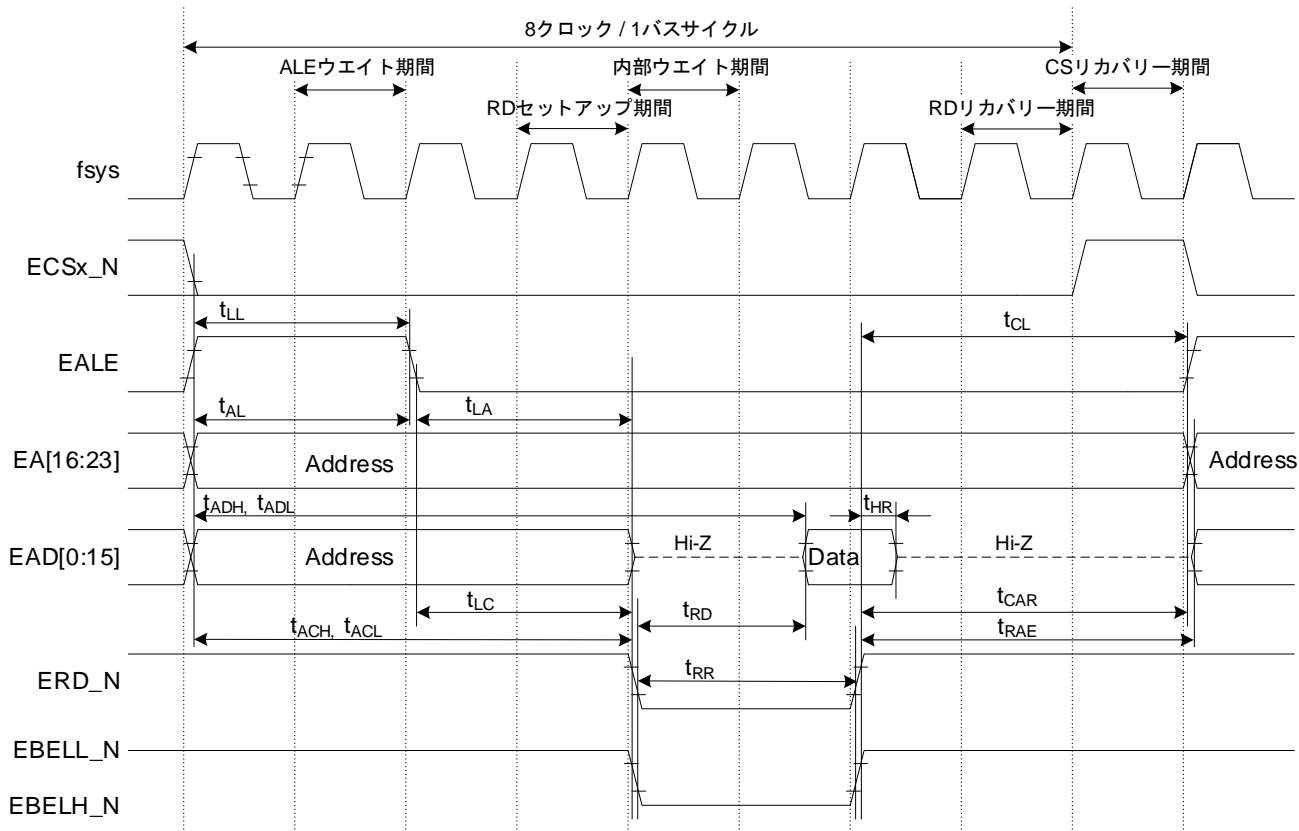 8クロック / 1バスサイクル
ALEウエイト期間
内部ウエイト期間
CSリカバリー期間
RDセットアップ期間
RDリカバリー期間
fsys
ECSx_N
tLL
tCL
EALE
tAL
tLA
EA[16:23]
Address
Address
tADH, tADL
tHR
EAD[0:15]
Address
Hi-Z
Data
Hi-Z
tLC
tRD
tCAR
tACH, tACL
tRAE
ERD_N
tRR
EBELL_N
EBELH_N